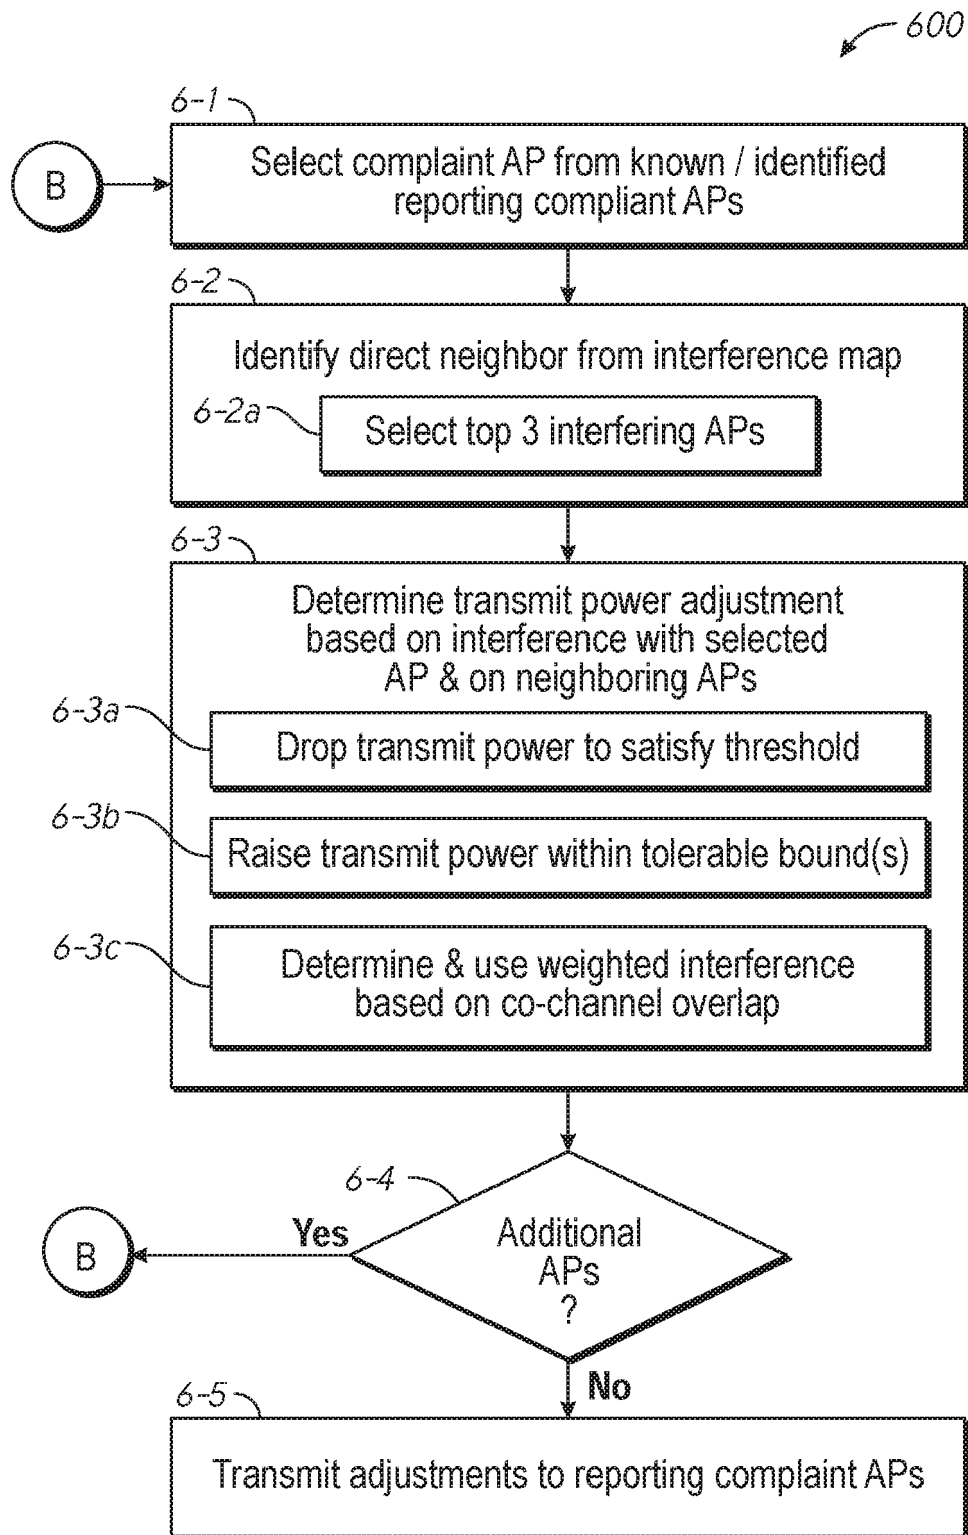 600
6-1
B
Select complaint AP from known / identified
reporting compliant APs
6-2
Identify direct neighbor from interference map
6-2a
Select top 3 interfering APs
6-3
Determine transmit power adjustment
based on interference with selected
AP & on neighboring APs
6-3a
Drop transmit power to satisfy threshold
6-3b
Raise transmit power within tolerable bound(s)
6-3c
Determine & use weighted interference
based on co-channel overlap
6-4
Yes
B
Additional
APs
?
No
6-5
Transmit adjustments to reporting complaint APs